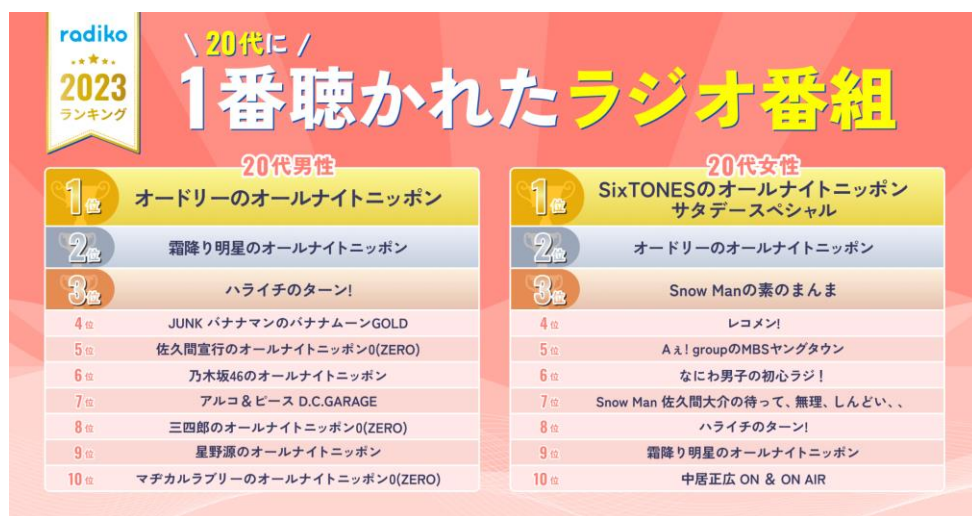 radiko
2023
ランキング
\ 20代に /
1番聴かれたラジオ番組
20代男性
1位 オードリーのオールナイトニッポン
2位 霜降り明星のオールナイトニッポン
3位 ハライチのターン!
4位 JUNK バナナマンのバナナムーンGOLD
5位 佐久間宣行のオールナイトニッポン0(ZERO)
6位 乃木坂46のオールナイトニッポン
7位 アルコ&ピース D.C.GARAGE
8位 三四郎のオールナイトニッポン0(ZERO)
9位 星野源のオールナイトニッポン
10位 マヂカルラブリーのオールナイトニッポン0(ZERO)
20代女性
1位 SixTONESのオールナイトニッポン
サタデースペシャル
2位 オードリーのオールナイトニッポン
3位 Snow Manの素のまんま
4位 レコメン!
5位 Aぇ! groupのMBSヤングタウン
6位 なにわ男子の初心ラジ!
7位 Snow Man 佐久間大介の待って、無理、しんどい、、
8位 ハライチのターン!
9位 霜降り明星のオールナイトニッポン
10位 中居正広 ON & ON AIR